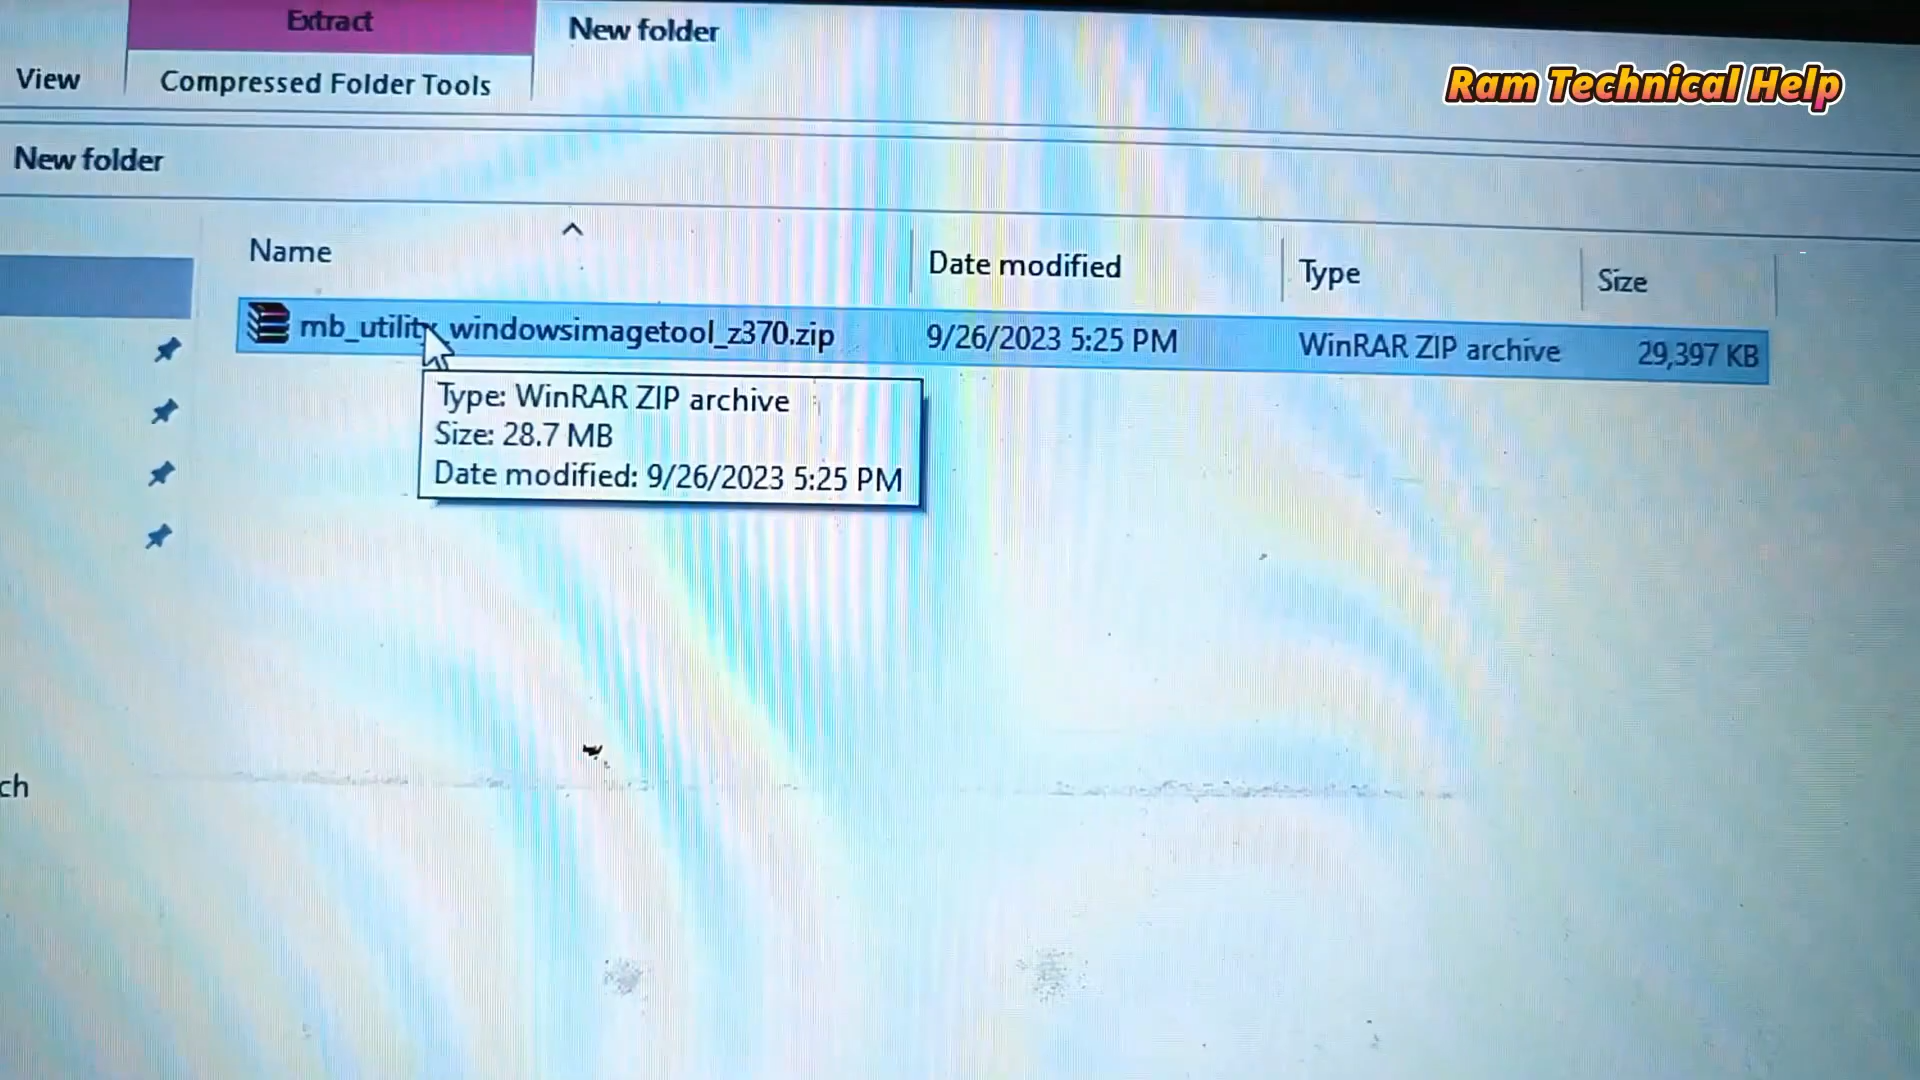 Extract
New folder
Ram Technical Help
View
Compressed Folder Tools
New folder
Name
Date modified
Type
Size
mb_utility_windowsimagetool_z370.zip
9/26/2023 5:25 PM
WinRAR ZIP archive
29,397 KB
Type: WinRAR ZIP archive
Size: 28.7 MB
Date modified: 9/26/2023 5:25 PM
ch